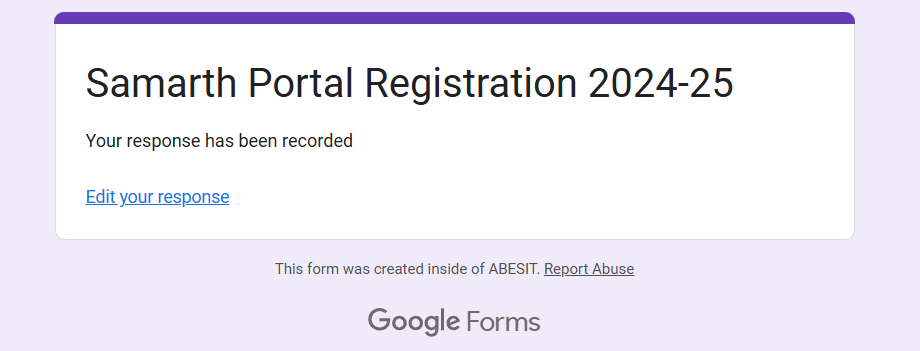 Samarth Portal Registration 2024-25
Your response has been recorded
Edit your response
This form was created inside of ABESIT. Report Abuse
Google Forms